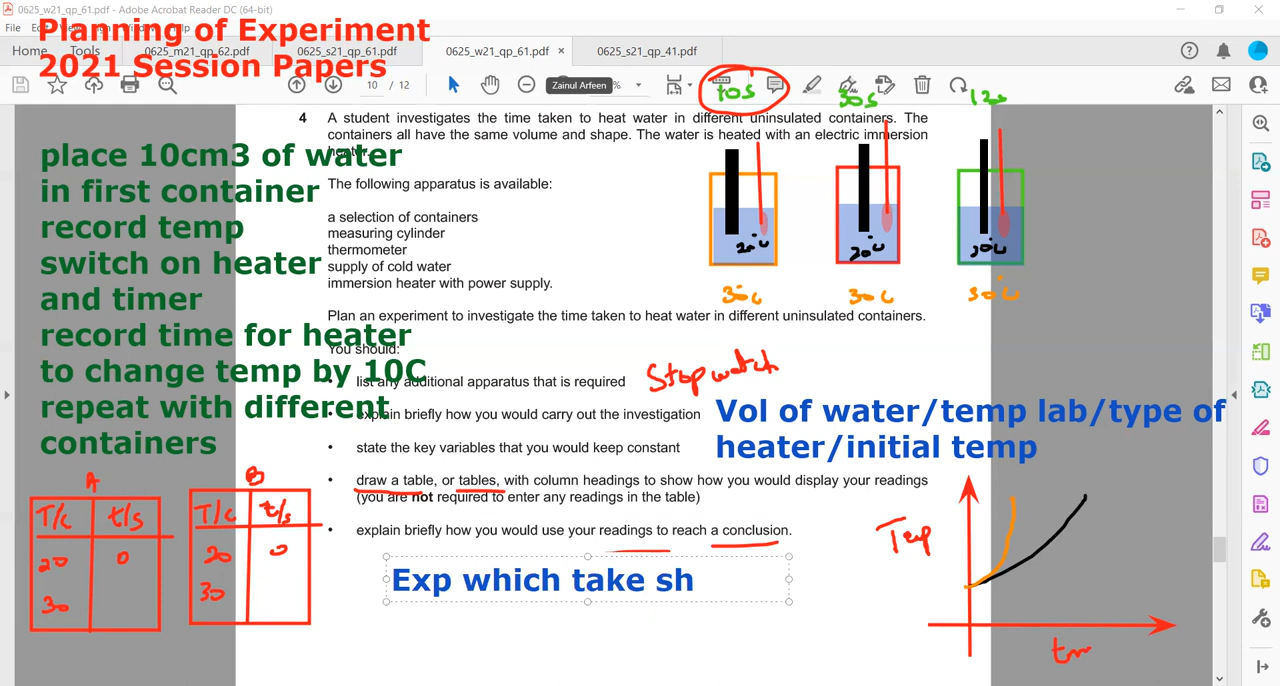 0625_w21_qp_61.pdf - Adobe Acrobat Reader DC (64-bit)
File
Planning of Experiment
2021 Session Papers
Home Tools 0625_m21_qp_62.pdf 0625_s21_qp_61.pdf 0625_w21_qp_61.pdf × 0625_s21_qp_41.pdf
10 / 12
Zainul Arfeen
%
10s
30s
12s
4 A student investigates the time taken to heat water in different uninsulated containers. The
containers all have the same volume and shape. The water is heated with an electric immersion
heater.
The following apparatus is available:
a selection of containers
measuring cylinder
thermometer
supply of cold water
immersion heater with power supply.
Plan an experiment to investigate the time taken to heat water in different uninsulated containers.
You should:
• list any additional apparatus that is required
• explain briefly how you would carry out the investigation
• state the key variables that you would keep constant
• draw a table, or tables, with column headings to show how you would display your readings
(you are not required to enter any readings in the table)
• explain briefly how you would use your readings to reach a conclusion.
place 10cm3 of water
in first container
record temp
switch on heater
and timer
record time for heater
to change temp by 10C
repeat with different
containers
20°C
20°C
20°C
30°C
30°C
30°C
Stopwatch
Vol of water/temp lab/type of
heater/initial temp
A
T/C t/s
20 0
30
B
T/C t/s
20 0
30
Exp which take sh
Temp